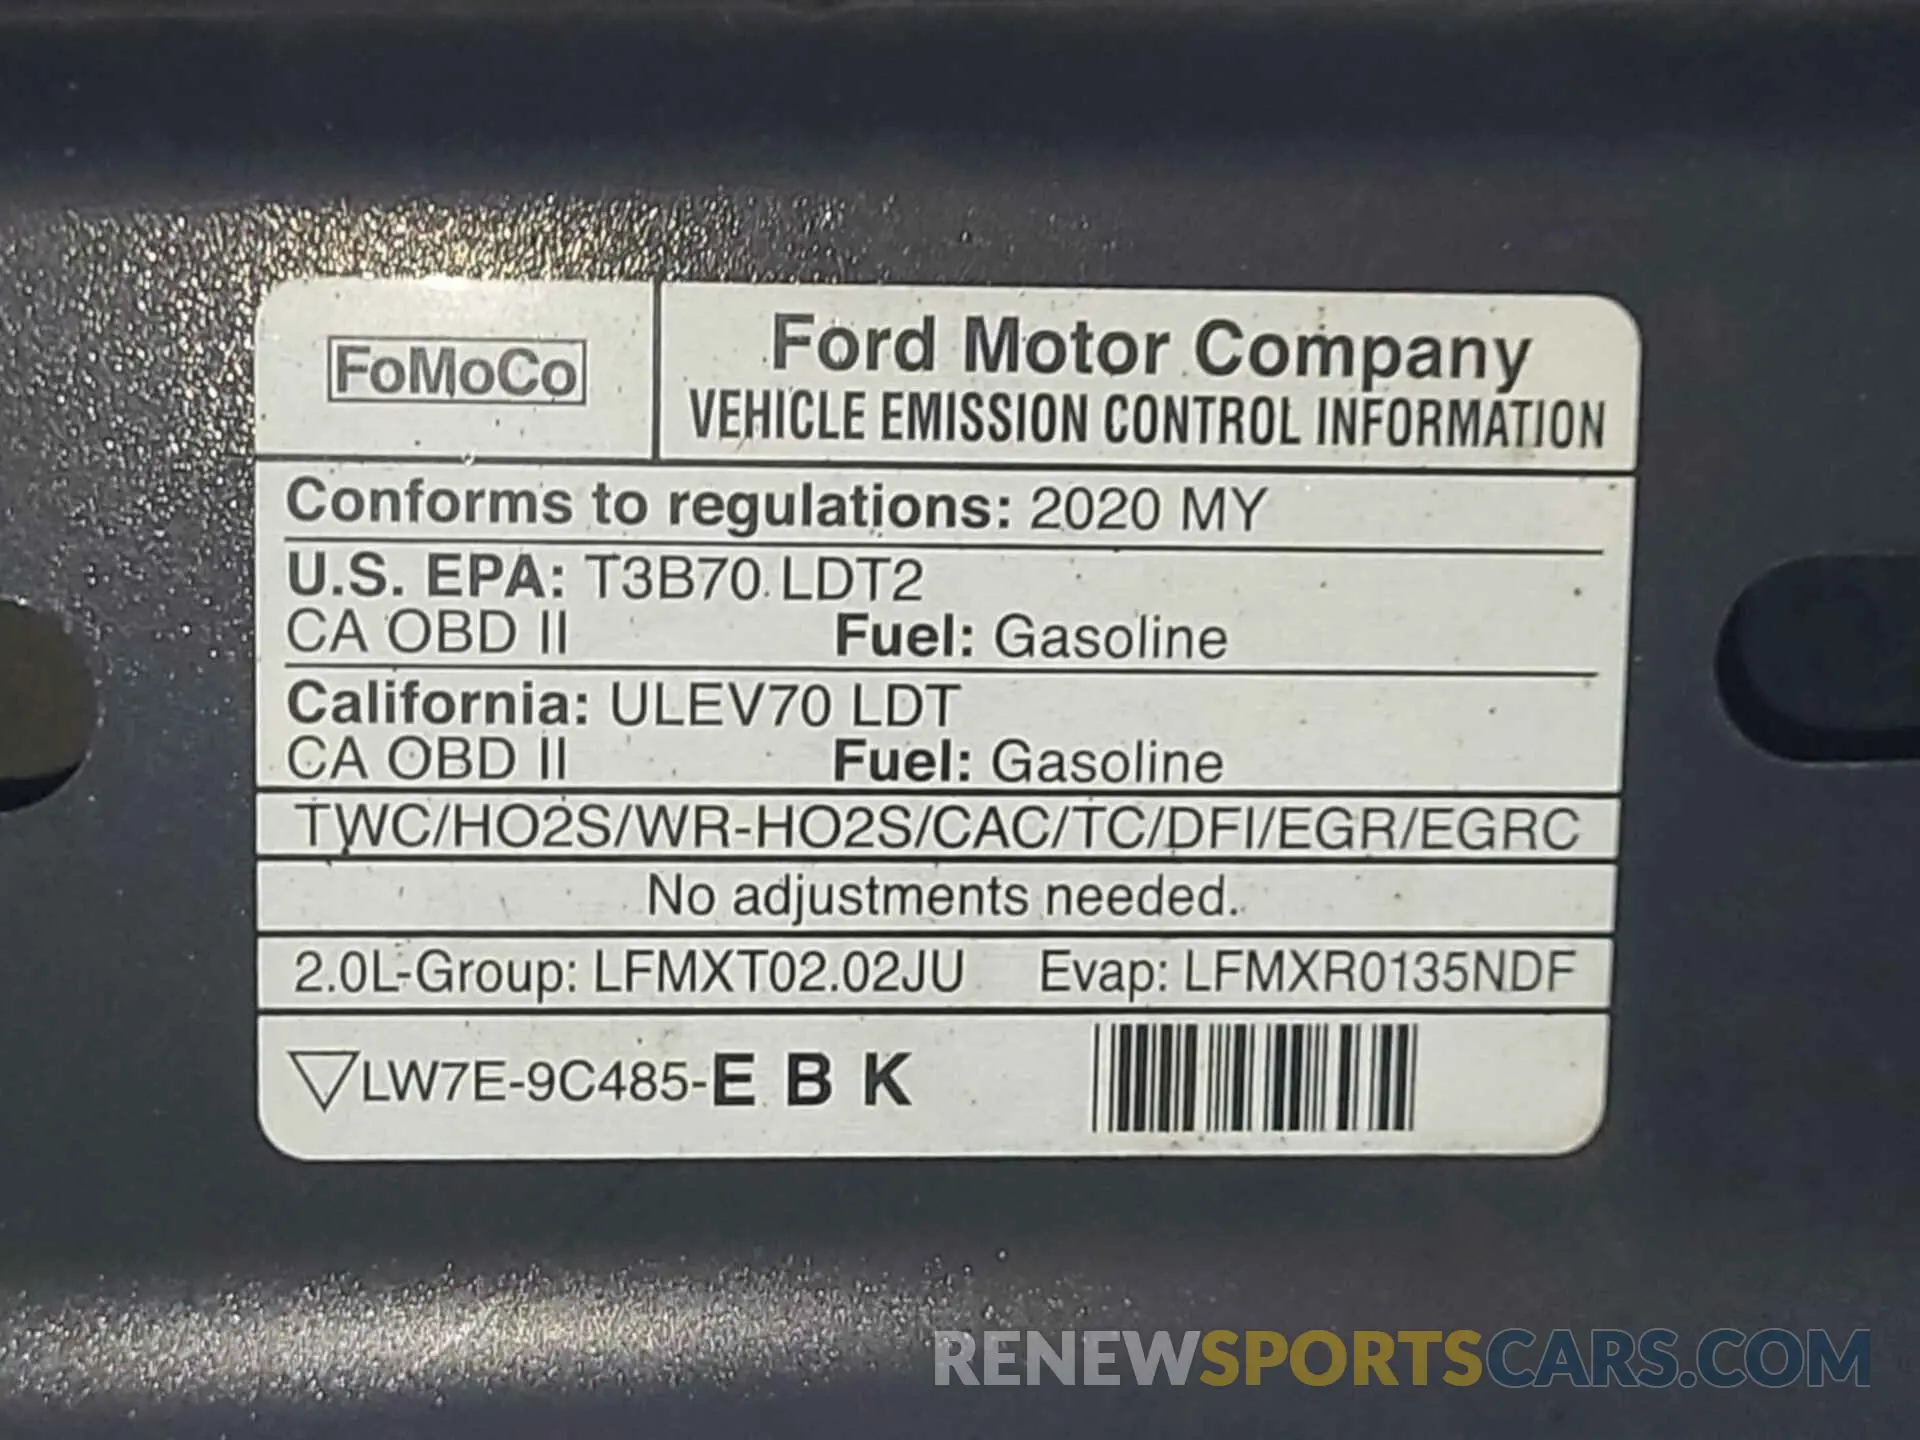 FoMoCo
Ford Motor Company
VEHICLE EMISSION CONTROL INFORMATION
Conforms to regulations: 2020 MY
U.S. EPA: T3B70 LDT2
CA OBD II Fuel: Gasoline
California: ULEV70 LDT
CA OBD II Fuel: Gasoline
TWC/HO2S/WR-HO2S/CAC/TC/DFI/EGR/EGRC
No adjustments needed.
2.0L-Group: LFMXT02.02JU Evap: LFMXR0135NDF
LW7E-9C485-E B K
RENEWSPORTSCARS.COM